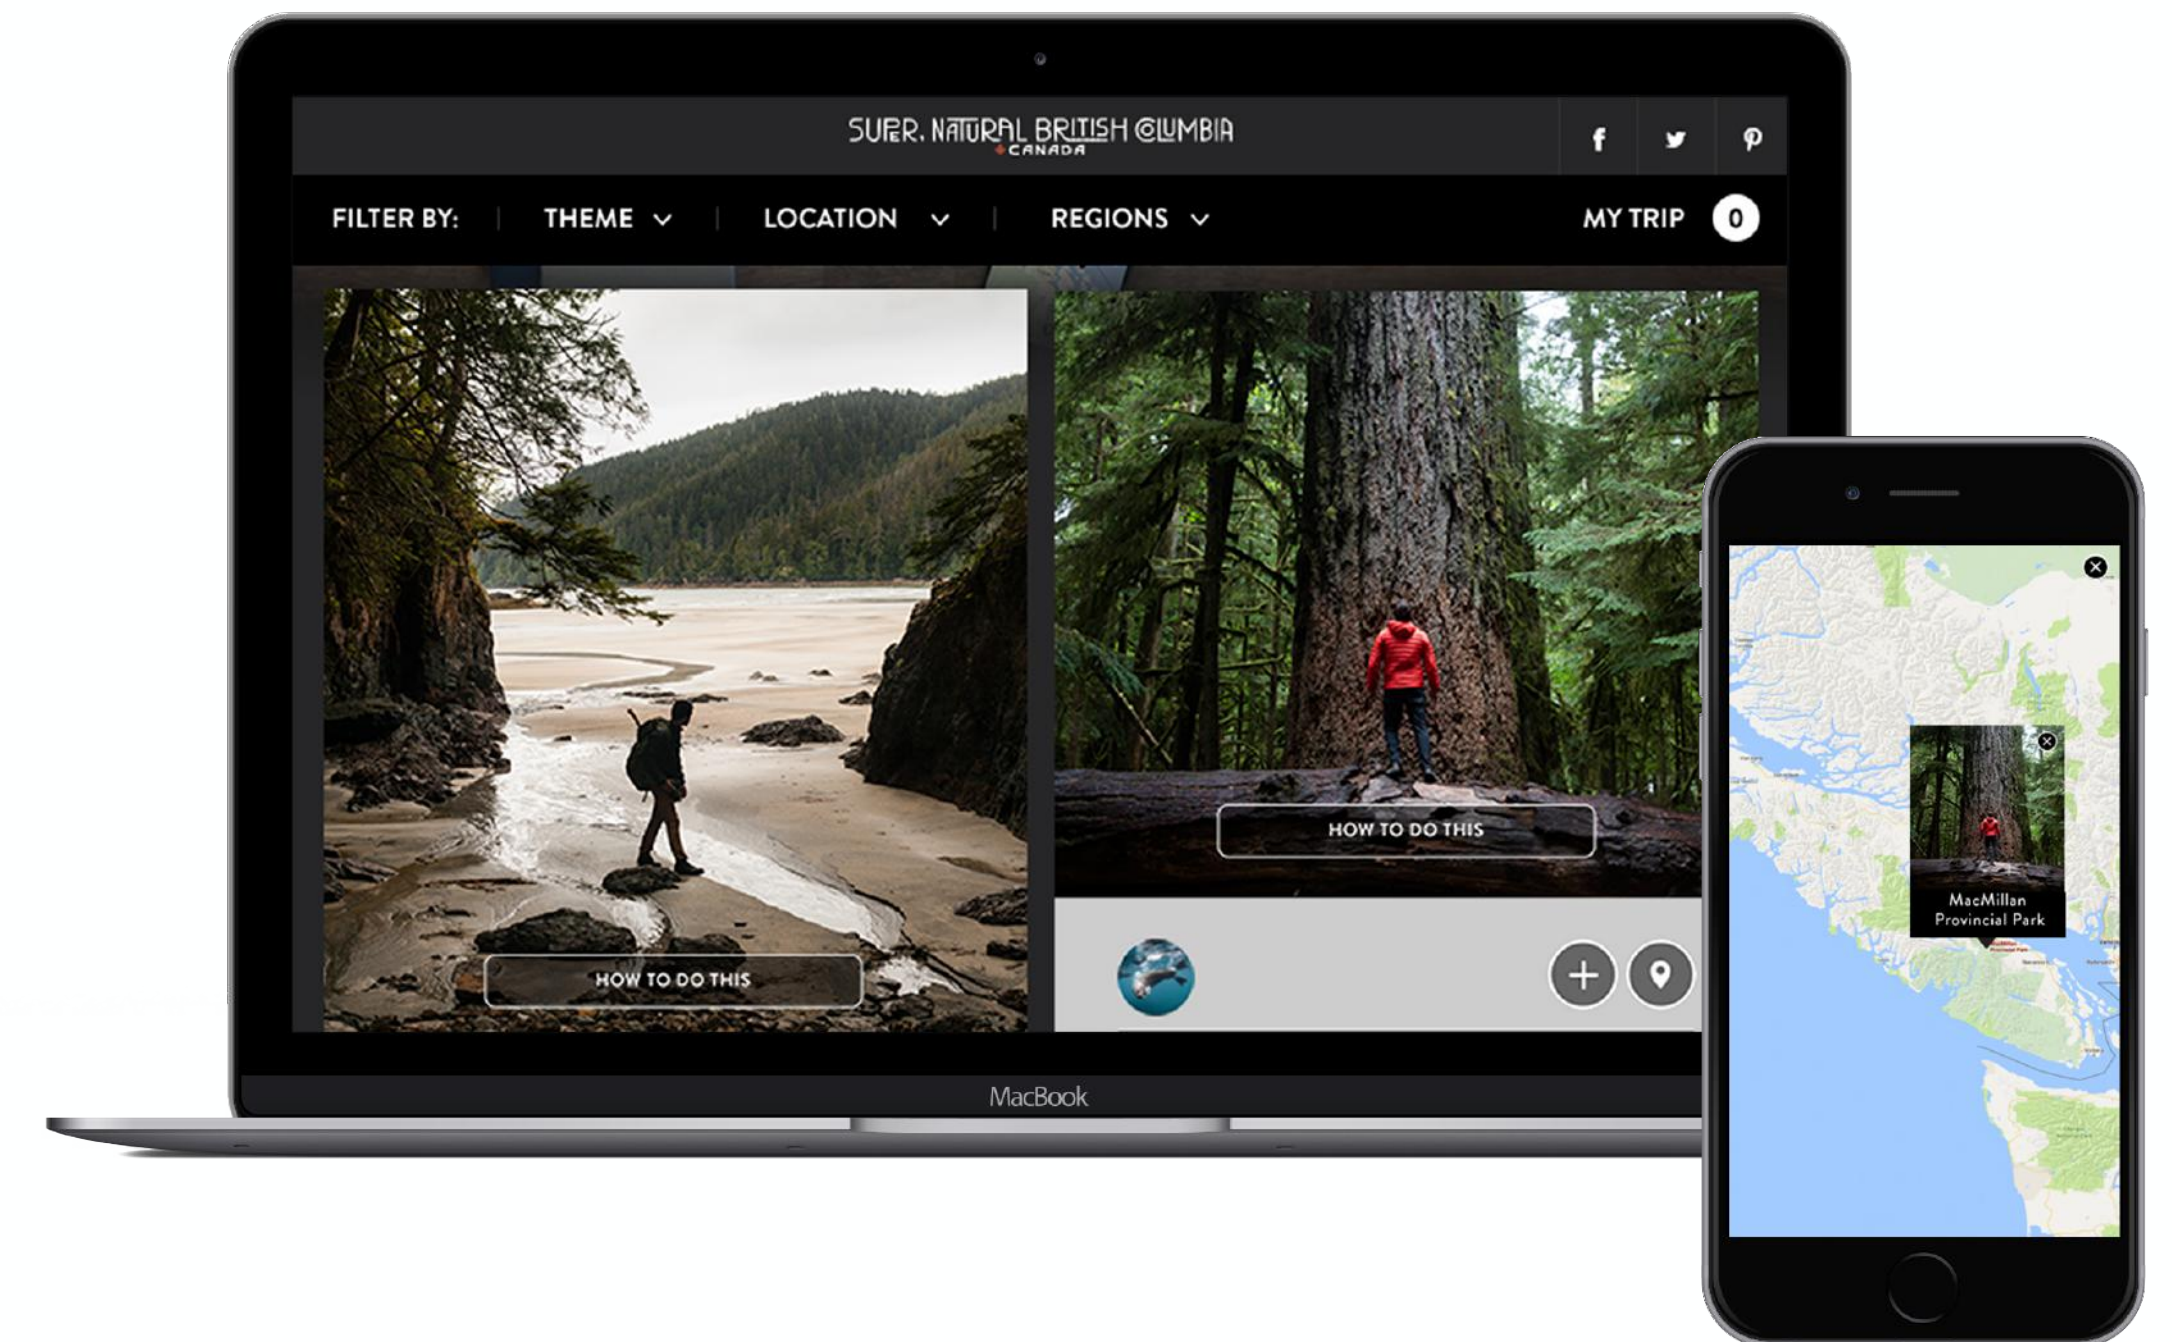 SUPER, NATURAL BRITISH COLUMBIA
CANADA
FILTER BY:
THEME
LOCATION
REGIONS
MY TRIP
0
HOW TO DO THIS
HOW TO DO THIS
MacBook
MacMillan
Provincial Park